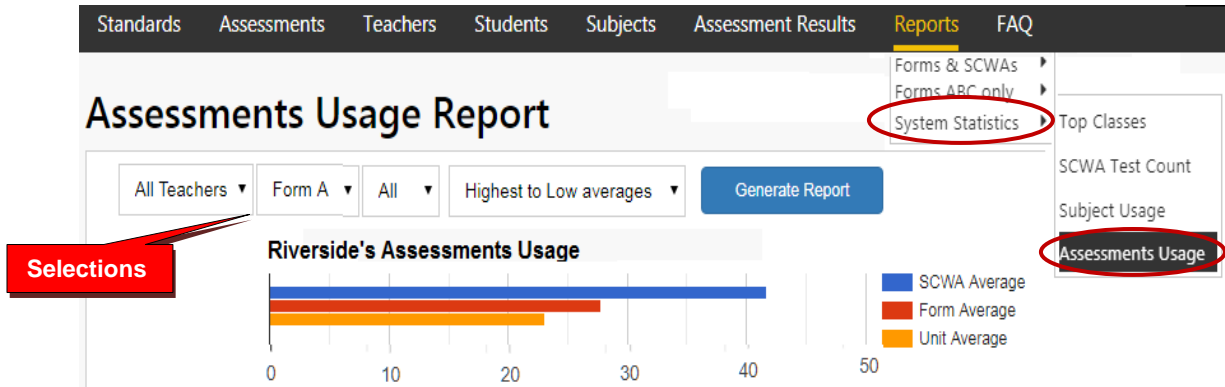 Standards Assessments Teachers Students Subjects Assessment Results Reports FAQ
Forms & SCWAs
Forms ABC only
System Statistics
Top Classes
SCWA Test Count
Subject Usage
Assessments Usage
Assessments Usage Report
All Teachers Form A All Highest to Low averages Generate Report
Selections
Riverside's Assessments Usage
SCWA Average
Form Average
Unit Average
0 10 20 30 40 50